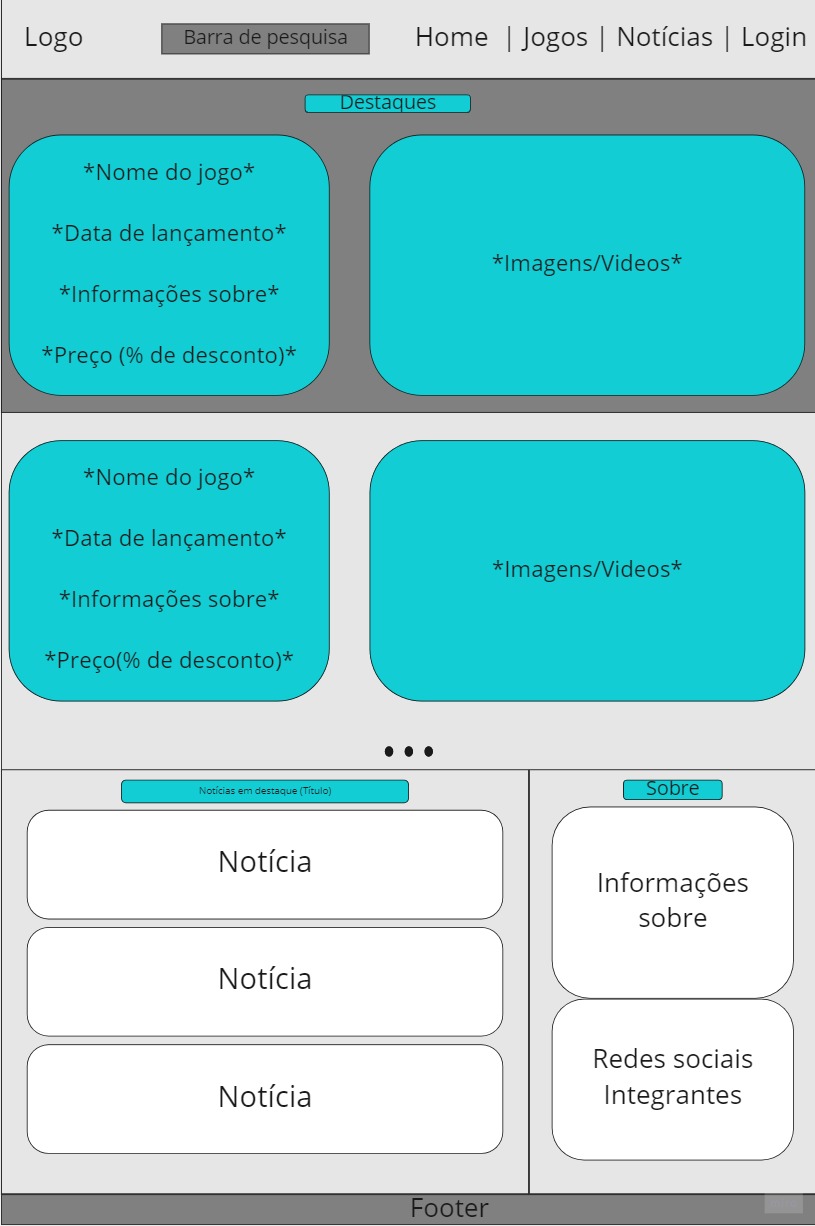 Logo
Barra de pesquisa
Home | Jogos | Notícias | Login
Destaques
*Nome do jogo*
*Data de lançamento*
*Informações sobre*
*Preço (% de desconto)*
*Imagens/Videos*
*Nome do jogo*
*Data de lançamento*
*Informações sobre*
*Preço(% de desconto)*
*Imagens/Videos*
Notícias em destaque (Título)
Notícia
Notícia
Notícia
Sobre
Informações
sobre
Redes sociais
Integrantes
Footer